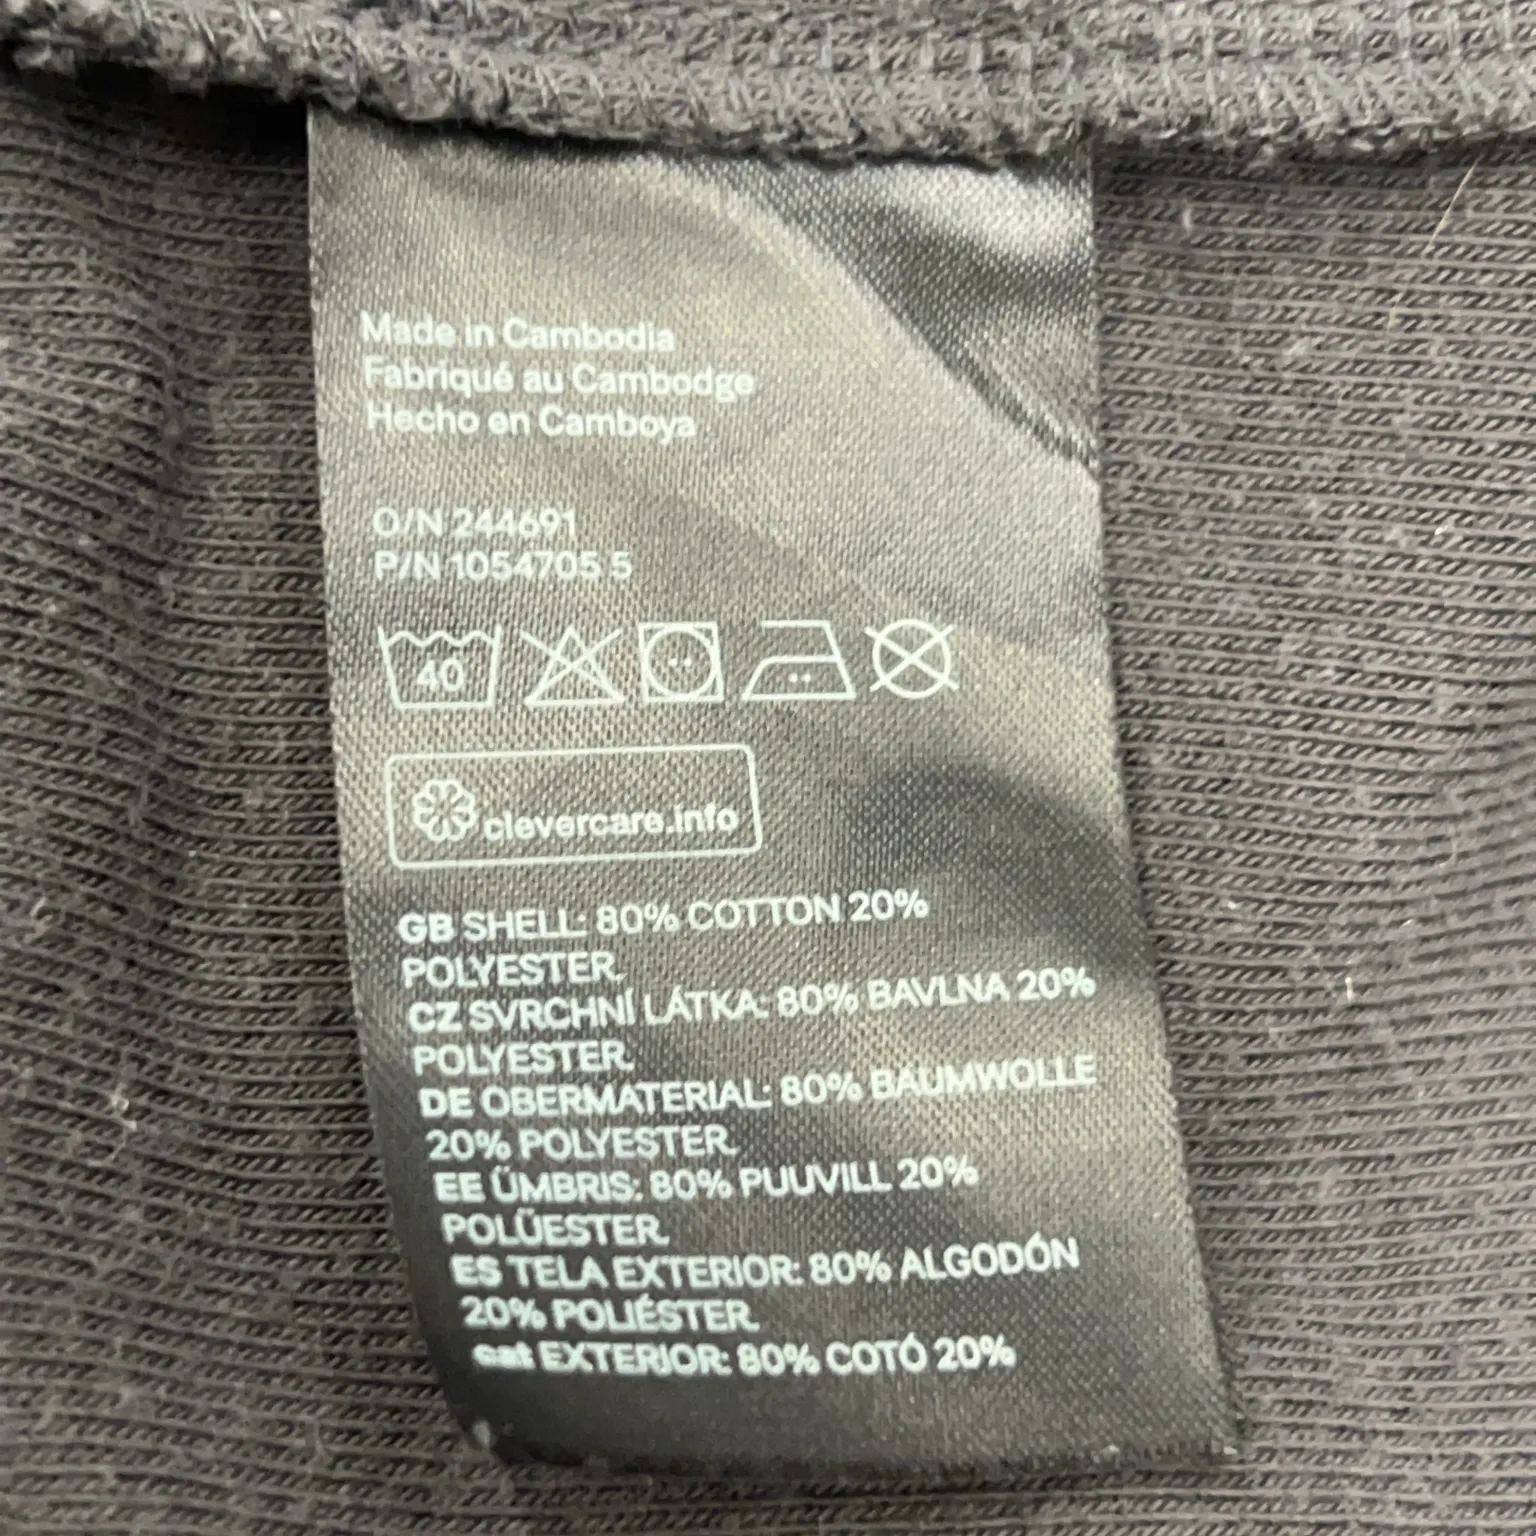 Made in Cambodia
Fabriqué au Cambodge
Hecho en Camboya
O/N 244691
P/N 1054705 5
40
clevercare.info
GB SHELL: 80% COTTON 20%
POLYESTER.
CZ SVRCHNÍ LÁTKA: 80% BAVLNA 20%
POLYESTER.
DE OBERMATERIAL: 80% BAUMWOLLE
20% POLYESTER.
EE ÜMBRIS: 80% PUUVILL 20%
POLÜESTER.
ES TELA EXTERIOR: 80% ALGODÓN
20% POLIÉSTER.
cat EXTERIOR: 80% COTÓ 20%